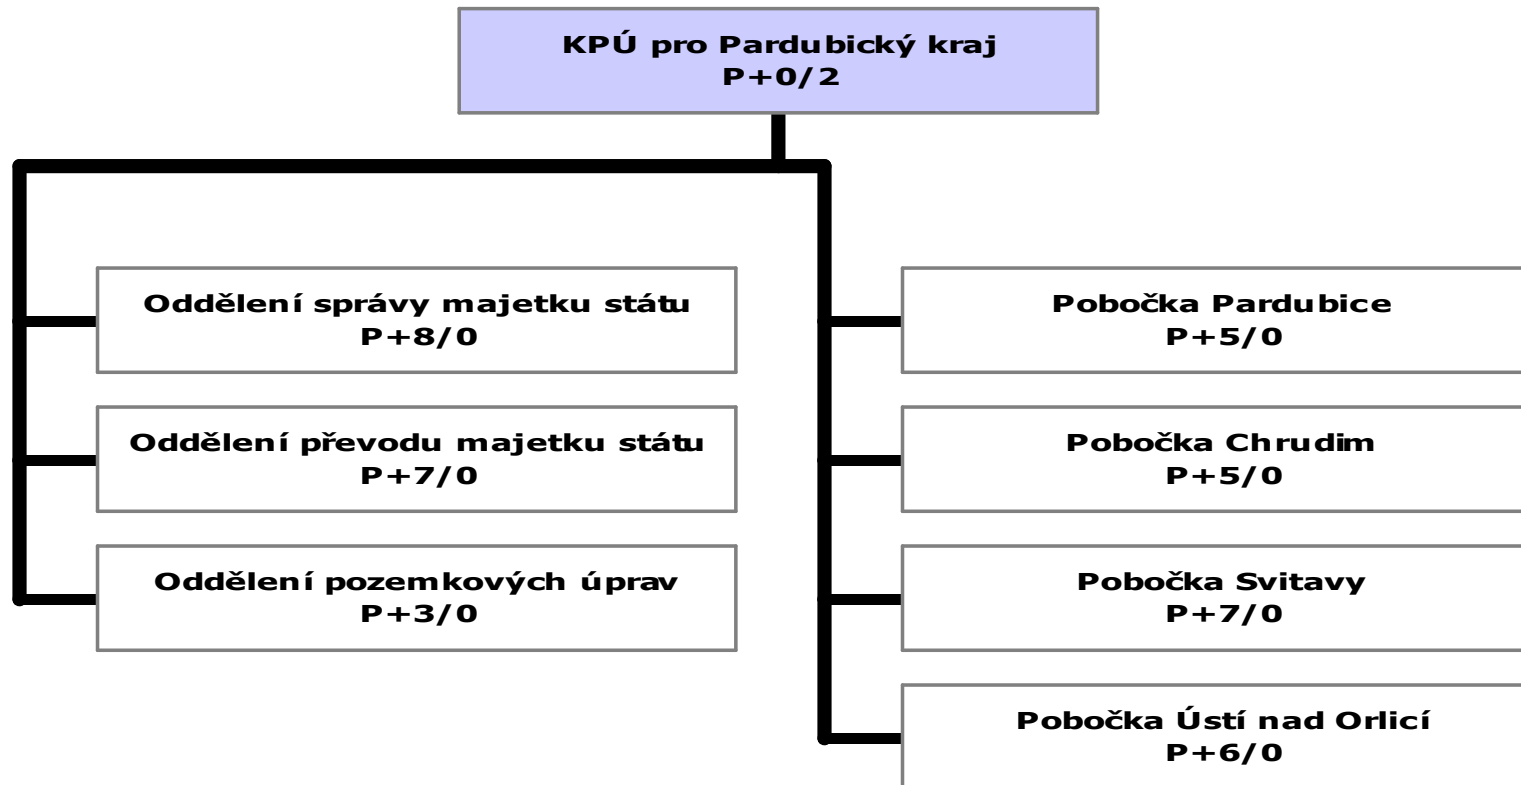 KPÚ pro Pardubický kraj
P+0/2
Oddělení správy majetku státu
P+8/0
Oddělení převodu majetku státu
P+7/0
Oddělení pozemkových úprav
P+3/0
Pobočka Pardubice
P+5/0
Pobočka Chrudim
P+5/0
Pobočka Svitavy
P+7/0
Pobočka Ústí nad Orlicí
P+6/0